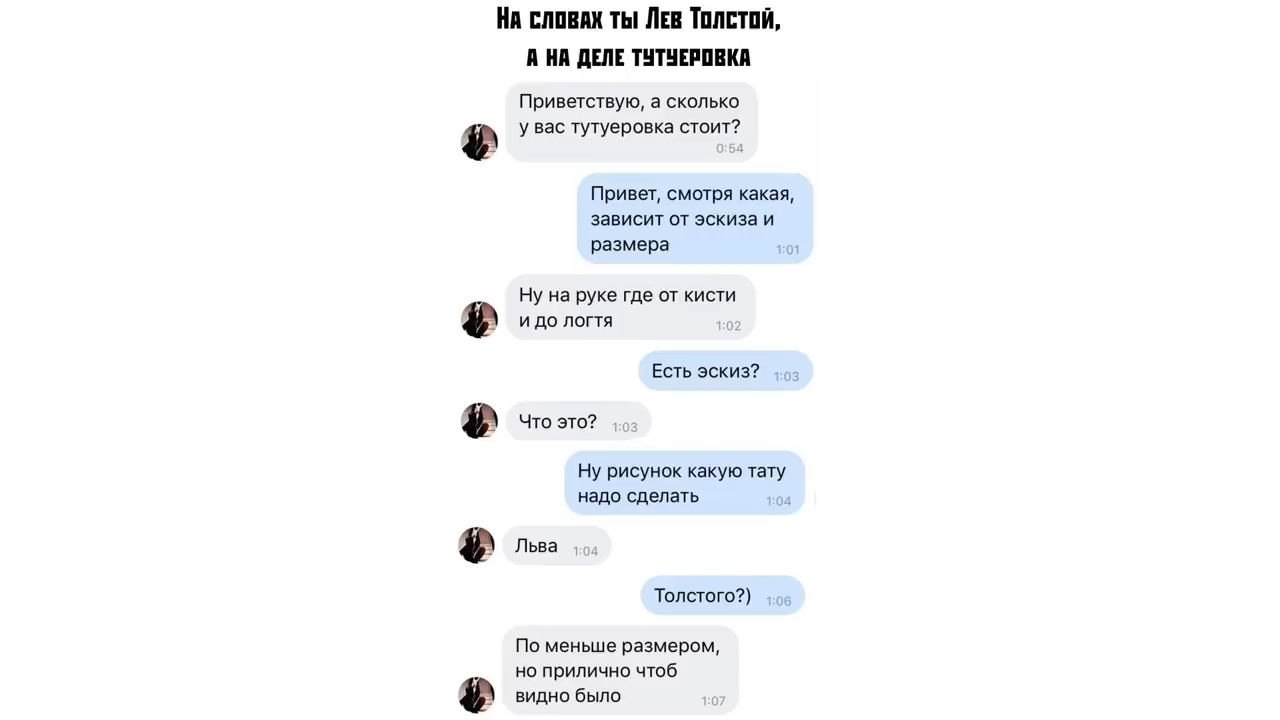 На словах ты Лев Толстой,
а на деле тутуеровка
Приветствую, а сколько
у вас тутуеровка стоит?
0:54
Привет, смотря какая,
зависит от эскиза и
размера
1:01
Ну на руке где от кисти
и до логтя
1:02
Есть эскиз?
1:03
Что это?
1:03
Ну рисунок какую тату
надо сделать
1:04
Льва
1:04
Толстого?)
1:06
По меньше размером,
но прилично чтоб
видно было
1:07